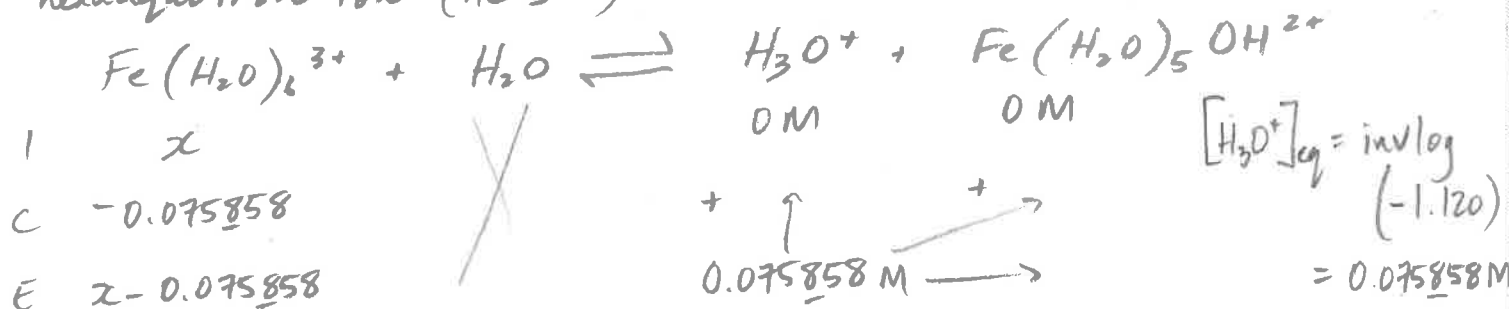 Fe(H₂O)₆³⁺ + H₂O ⇌ H₃O⁺ + Fe(H₂O)₅OH²⁺
I x 0 M 0 M [H₃O⁺]eq = invlog
C -0.075858 + + (-1.120)
E x - 0.075858 0.075858 M = 0.075858 M